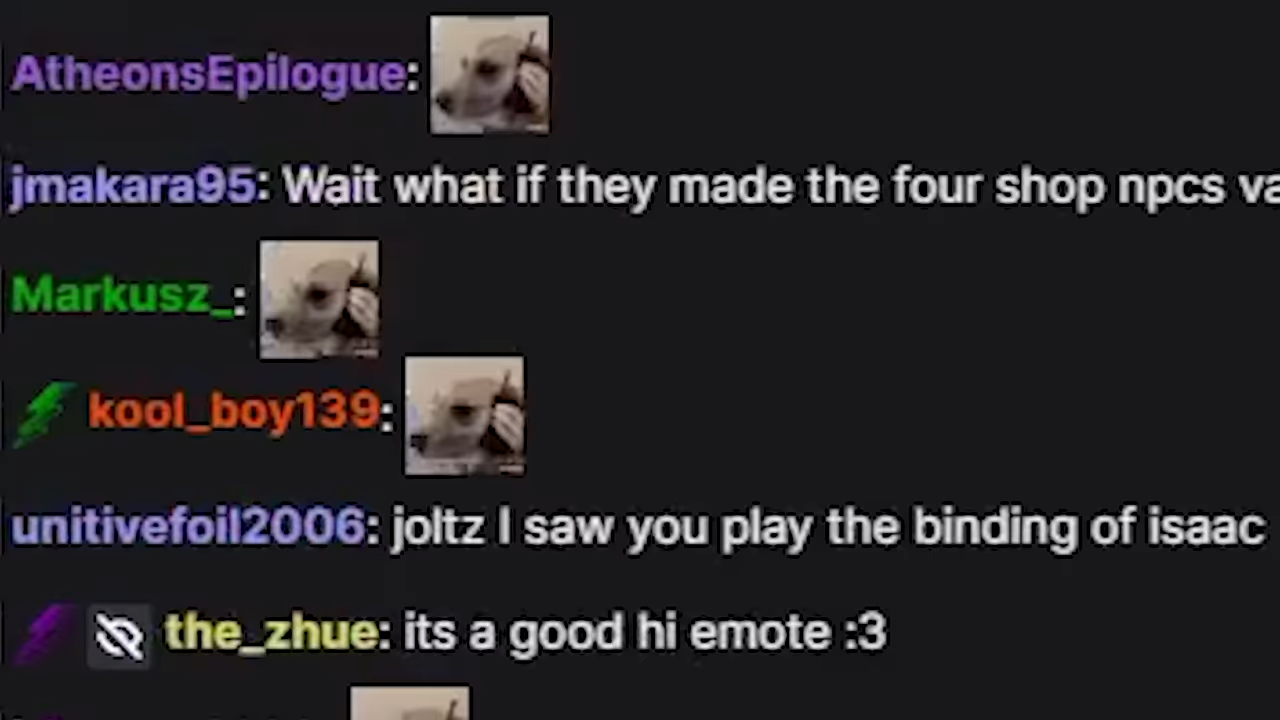 AtheonsEpilogue:
jmakara95: Wait what if they made the four shop npcs va
Markusz_:
kool_boy139:
unitivefoil2006: joltz I saw you play the binding of isaac
the_zhue: its a good hi emote :3